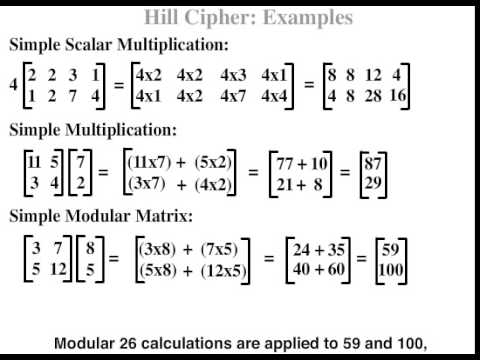 Hill Cipher: Examples
Simple Scalar Multiplication:
4 [2 2 3 1] = [4x2 4x2 4x3 4x1] = [8 8 12 4]
[1 2 7 4] [4x1 4x2 4x7 4x4] [4 8 28 16]
Simple Multiplication:
[11 5] [7] = [(11x7) + (5x2)] = [77 + 10] = [87]
[3 4] [2] [(3x7) + (4x2)] [21 + 8] [29]
Simple Modular Matrix:
[3 7] [8] = [(3x8) + (7x5)] = [24 + 35] = [59]
[5 12] [5] [(5x8) + (12x5)] [40 + 60] [100]
Modular 26 calculations are applied to 59 and 100,